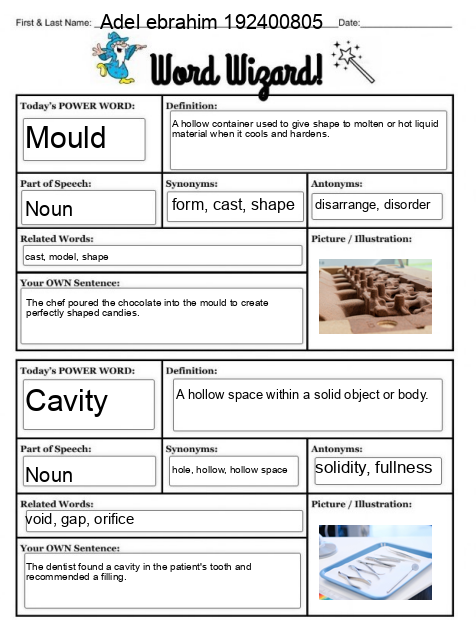 First & Last Name: Adel ebrahim 192400805 Date:
Word Wizard!
Today's POWER WORD: Definition:
Mould
A hollow container used to give shape to molten or hot liquid
material when it cools and hardens.
Part of Speech: Synonyms: Antonyms:
Noun form, cast, shape disarrange, disorder
Related Words: Picture / Illustration:
cast, model, shape
Your OWN Sentence:
The chef poured the chocolate into the mould to create
perfectly shaped candies.
Today's POWER WORD: Definition:
Cavity A hollow space within a solid object or body.
Part of Speech: Synonyms: Antonyms:
Noun hole, hollow, hollow space solidity, fullness
Related Words: Picture / Illustration:
void, gap, orifice
Your OWN Sentence:
The dentist found a cavity in the patient's tooth and
recommended a filling.